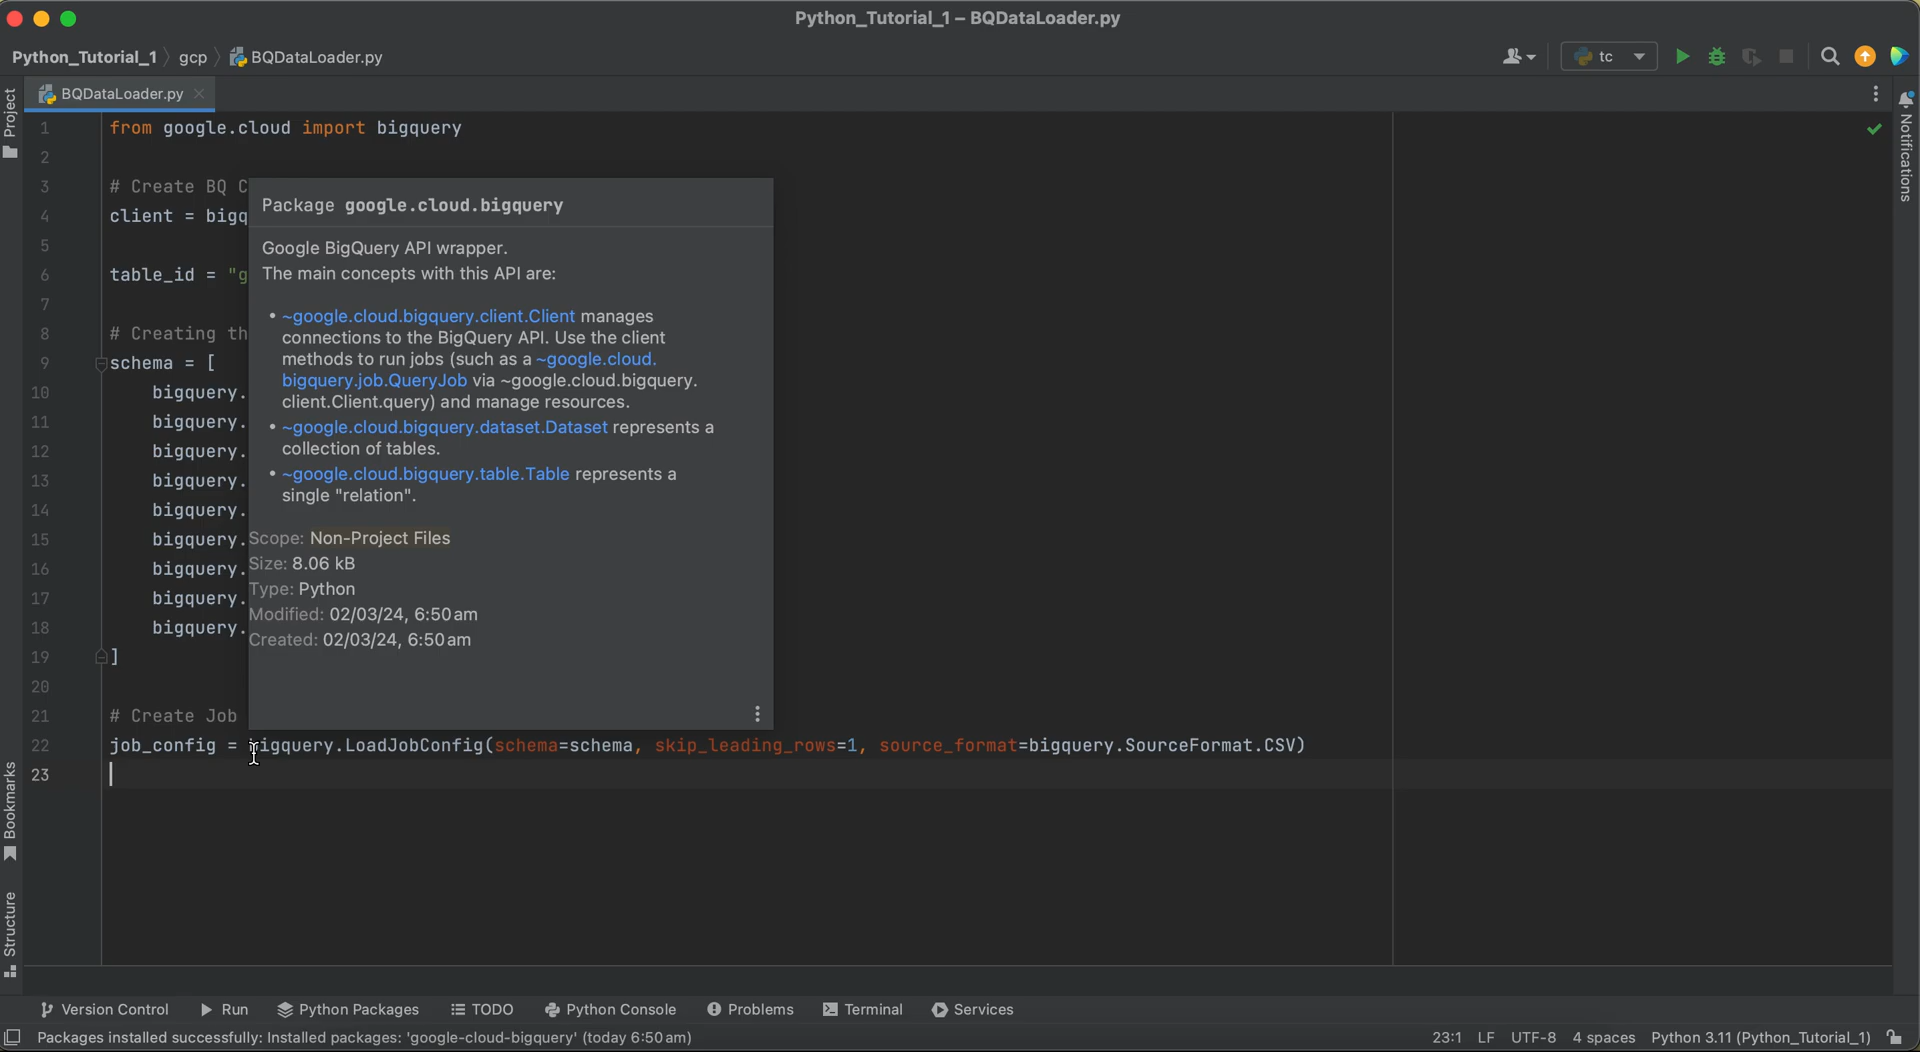 Python_Tutorial_1 – BQDataLoader.py
Python_Tutorial_1 gcp BQDataLoader.py
tc
BQDataLoader.py
Project
Notifications
1 from google.cloud import bigquery
2
3 # Create BQ C
4 client = bigq
5
6 table_id = "g
7
8 # Creating th
9 schema = [
10 bigquery.
11 bigquery.
12 bigquery.
13 bigquery.
14 bigquery.
15 bigquery.
16 bigquery.
17 bigquery.
18 bigquery.
19 ]
20
21 # Create Job
22 job_config = bigquery.LoadJobConfig(schema=schema, skip_leading_rows=1, source_format=bigquery.SourceFormat.CSV)
23
Package google.cloud.bigquery
Google BigQuery API wrapper.
The main concepts with this API are:
• ~google.cloud.bigquery.client.Client manages
connections to the BigQuery API. Use the client
methods to run jobs (such as a ~google.cloud.
bigquery.job.QueryJob via ~google.cloud.bigquery.
client.Client.query) and manage resources.
• ~google.cloud.bigquery.dataset.Dataset represents a
collection of tables.
• ~google.cloud.bigquery.table.Table represents a
single "relation".
Scope: Non-Project Files
Size: 8.06 kB
Type: Python
Modified: 02/03/24, 6:50 am
Created: 02/03/24, 6:50 am
Bookmarks
Structure
Version Control Run Python Packages TODO Python Console Problems Terminal Services
Packages installed successfully: Installed packages: 'google-cloud-bigquery' (today 6:50 am) 23:1 LF UTF-8 4 spaces Python 3.11 (Python_Tutorial_1)